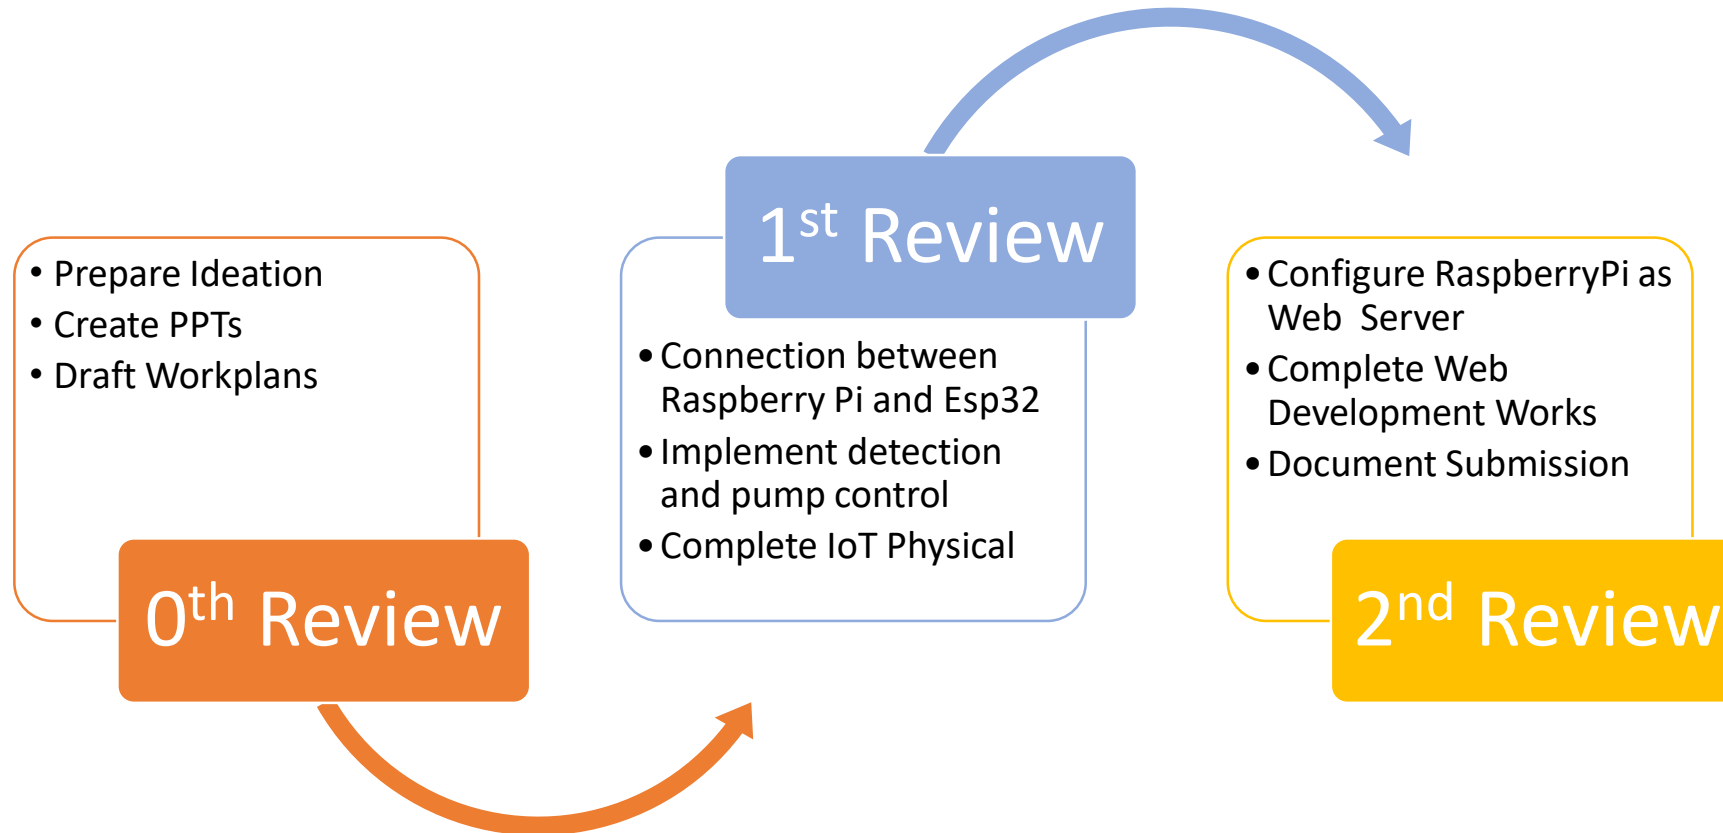 • Prepare Ideation
• Create PPTs
• Draft Workplans
0th Review
1st Review
• Connection between
Raspberry Pi and Esp32
• Implement detection
and pump control
• Complete IoT Physical
• Configure RaspberryPi as
Web  Server
• Complete Web
Development Works
• Document Submission
2nd Review